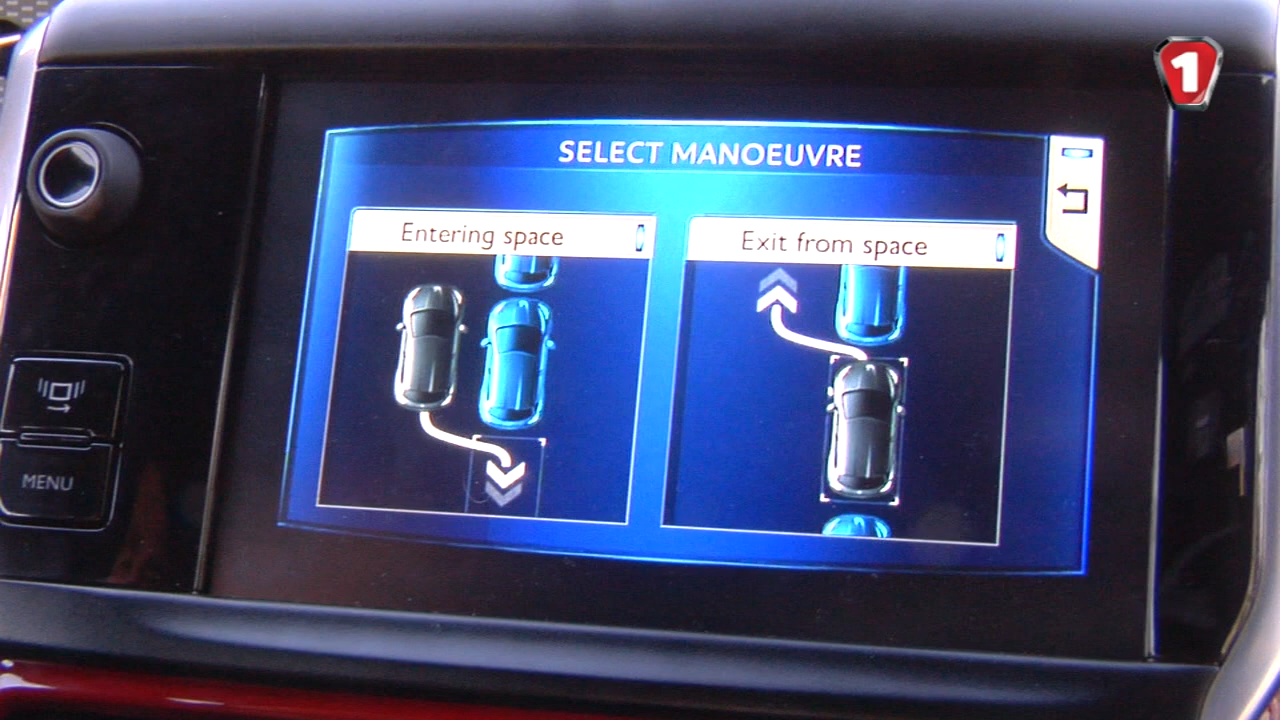 1
SELECT MANOEUVRE
Entering space
Exit from space
MENU